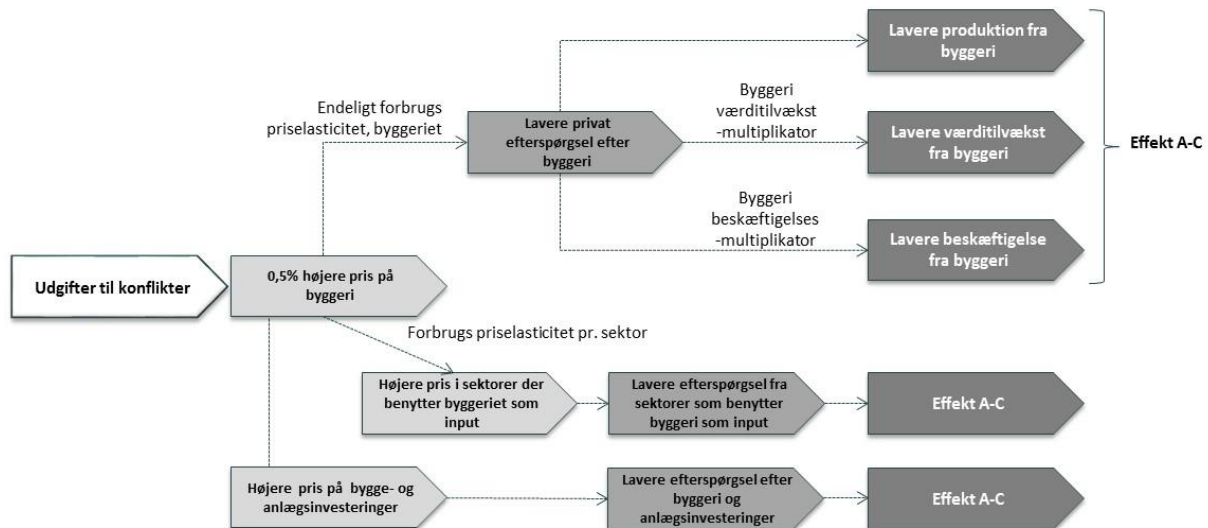 Lavere produktion fra
byggeri
Endeligt forbrugs
priselasticitet, byggeriet
Lavere privat
efterspørgsel efter
byggeri
Byggeri
værditilvækst
-multiplikator
Lavere værditilvækst
fra byggeri
Effekt A-C
Byggeri
beskæftigelses
-multiplikator
Lavere beskæftigelse
fra byggeri
Udgifter til konflikter
0,5% højere pris på
byggeri
Forbrugs priselasticitet pr. sektor
Højere pris i sektorer der
benytter byggeriet som
input
Lavere efterspørgsel fra
sektorer som benytter
byggeri som input
Effekt A-C
Højere pris på bygge- og
anlægsinvesteringer
Lavere efterspørgsel efter
byggeri og
anlægsinvesteringer
Effekt A-C